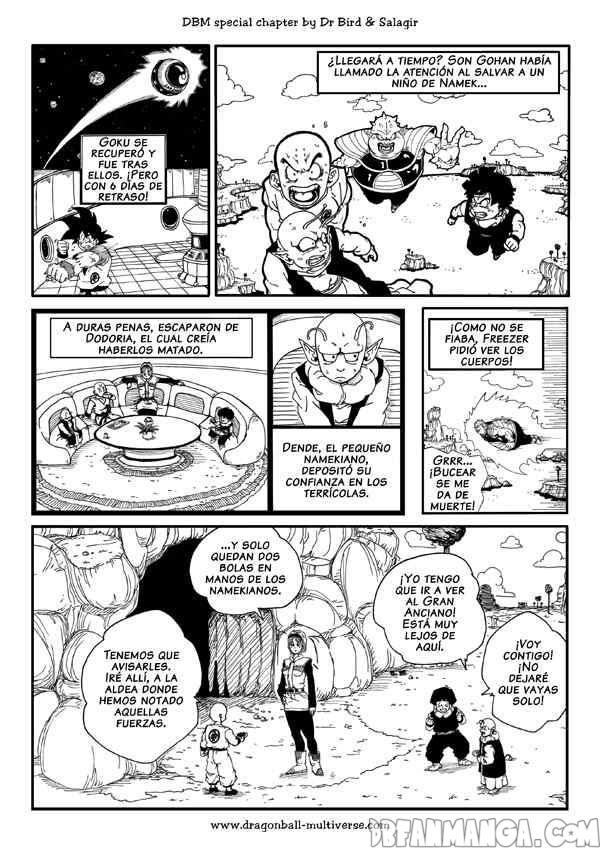 DBM special chapter by Dr Bird & Salagir
¿Llegará a tiempo? Son Gohan había
llamado la atención al salvar a un
niño de Namek...
Goku se
recuperó y
fue tras
ellos. ¡Pero
con 6 días de
retraso!
A duras penas, escaparon de
Dodoria, el cual creía
haberlos matado.
Dende, el pequeño
namekiano,
depositó su
confianza en los
terrícolas.
¡Como no se
fiaba, Freezer
pidió ver los
cuerpos!
Grrr...
¡Bucear
se me
da de
muerte!
...y solo
quedan dos
bolas en
manos de los
namekianos.
Tenemos que
avisarles.
Iré allí, a la
aldea donde
hemos notado
aquellas
fuerzas.
¡Yo tengo
que ir a ver
al Gran
Anciano!
Está muy
lejos de
aquí.
¡Voy
contigo!
¡No
dejaré
que vayas
solo!
www.dragonball-multiverse.com
DBFANMANGA.COM